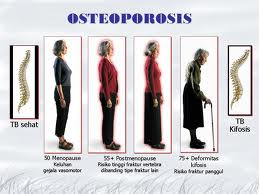 OSTEOPOROSIS
TB sehat
50 Menopause
Keluhan
gejala vasomotor
55+ Postmenopause
Risiko tinggi fraktur vertebra
dibanding tipe fraktur lain
75+ Deformitas
kifosis
Risiko fraktur panggul
TB
Kifosis